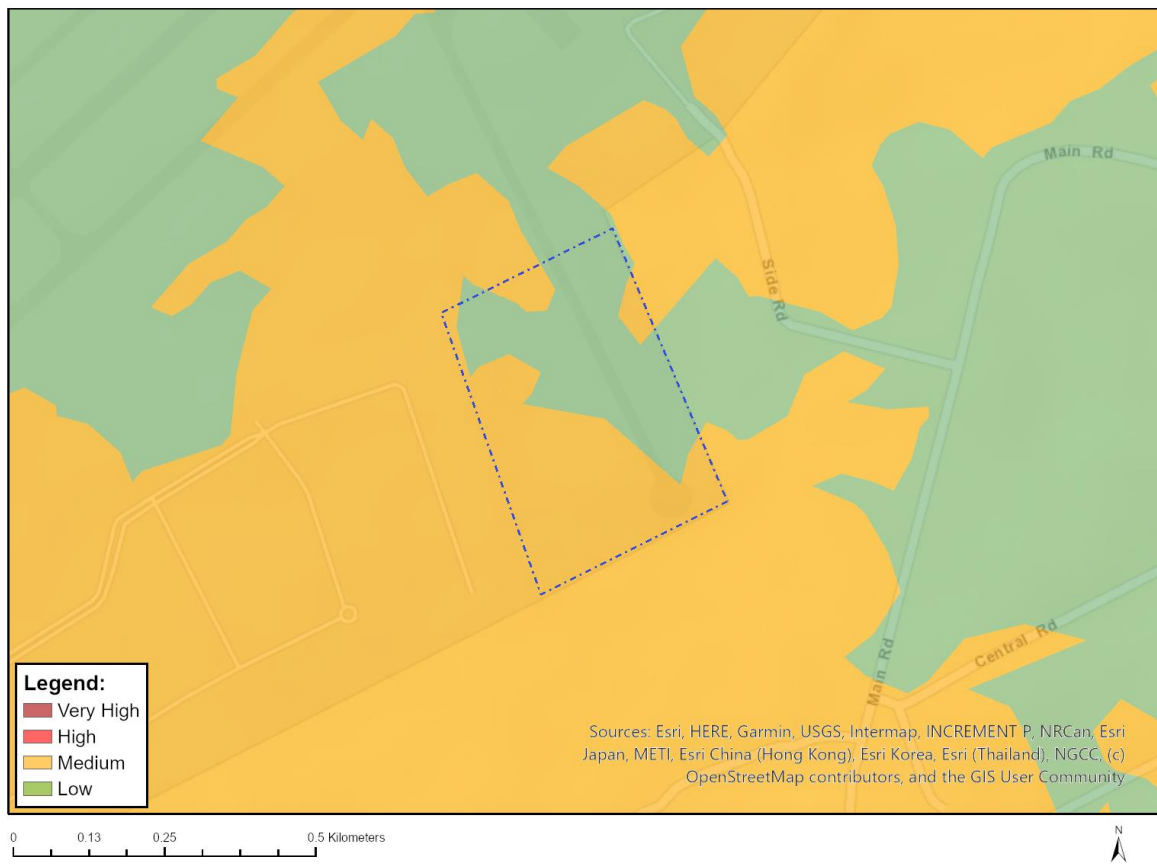 Main Rd
Side Rd
Central Rd
Main Rd
Legend:
Very High
High
Medium
Low
Sources: Esri, HERE, Garmin, USGS, Intermap, INCREMENT P, NRCan, Esri
Japan, METI, Esri China (Hong Kong), Esri Korea, Esri (Thailand), NGCC, (c)
OpenStreetMap contributors, and the GIS User Community
0 0.13 0.25 0.5 Kilometers
N